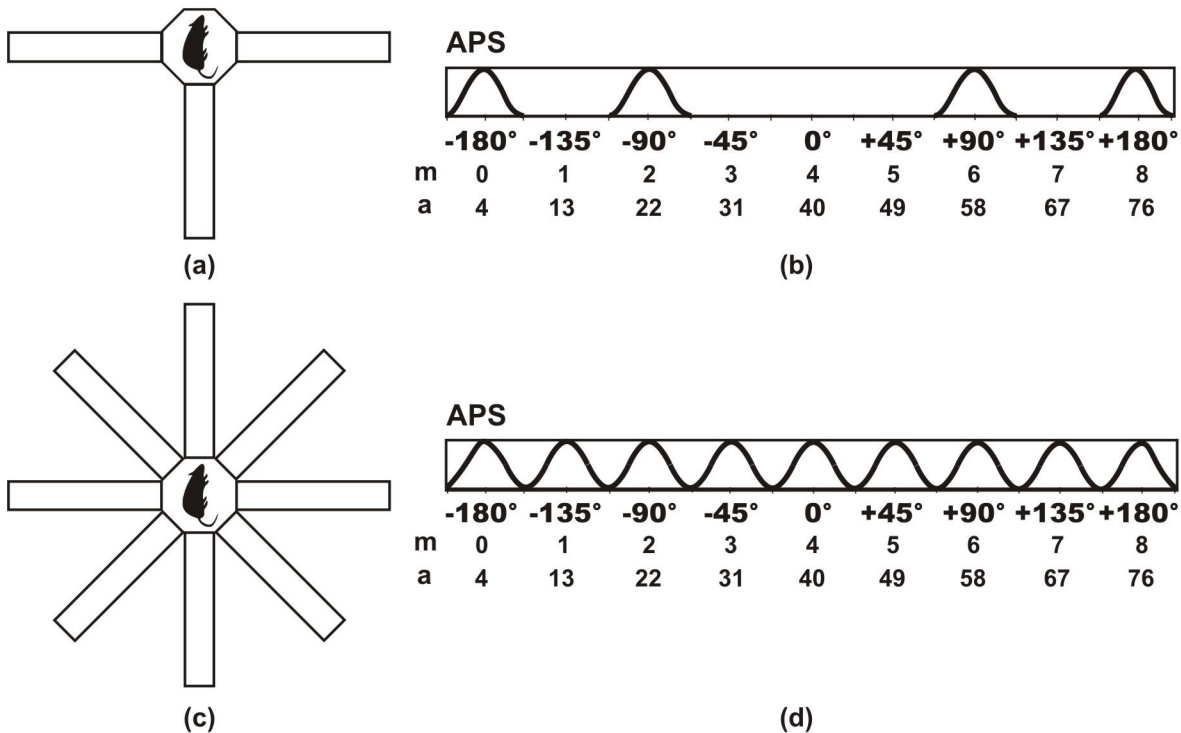 APS
-180° -135° -90° -45° 0° +45° +90° +135° +180°
m 0 1 2 3 4 5 6 7 8
a 4 13 22 31 40 49 58 67 76
(a)
(b)
APS
-180° -135° -90° -45° 0° +45° +90° +135° +180°
m 0 1 2 3 4 5 6 7 8
a 4 13 22 31 40 49 58 67 76
(c)
(d)